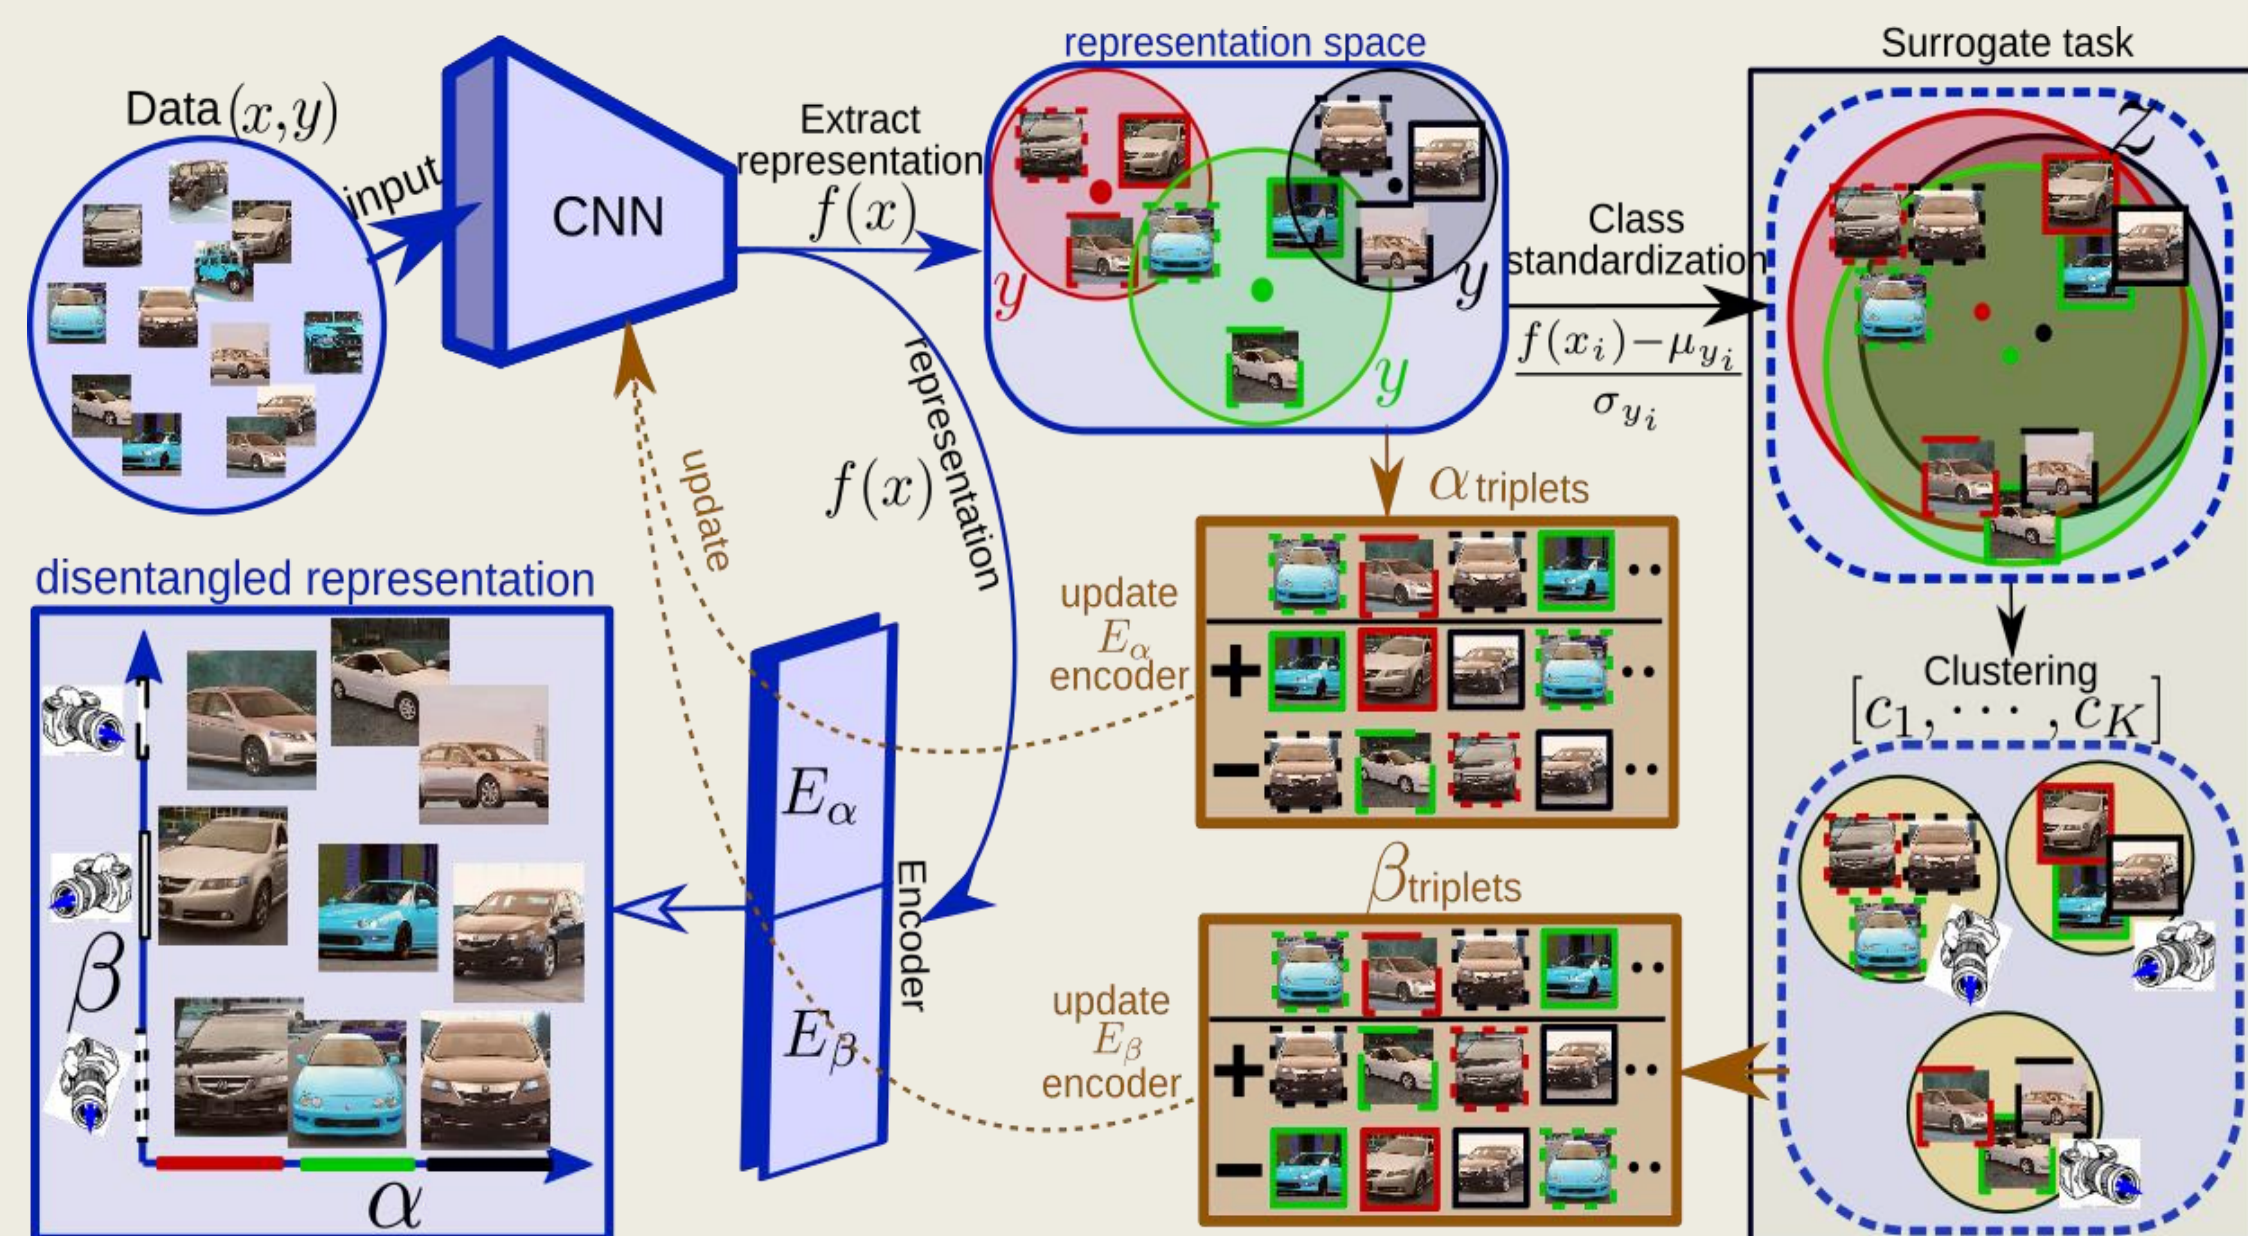 Data (x,y)
input
CNN
Extract
representation
f(x)
representation space
y
y
y
Class
standardization
f(x_i)−μ_{y_i}
σ_{y_i}
Surrogate task
z
representation
f(x)
update
α triplets
update
E_α
encoder
+
−
β triplets
update
E_β
encoder
+
−
Clustering
[c_1, ··· , c_K]
Encoder
E_α
E_β
disentangled representation
β
α